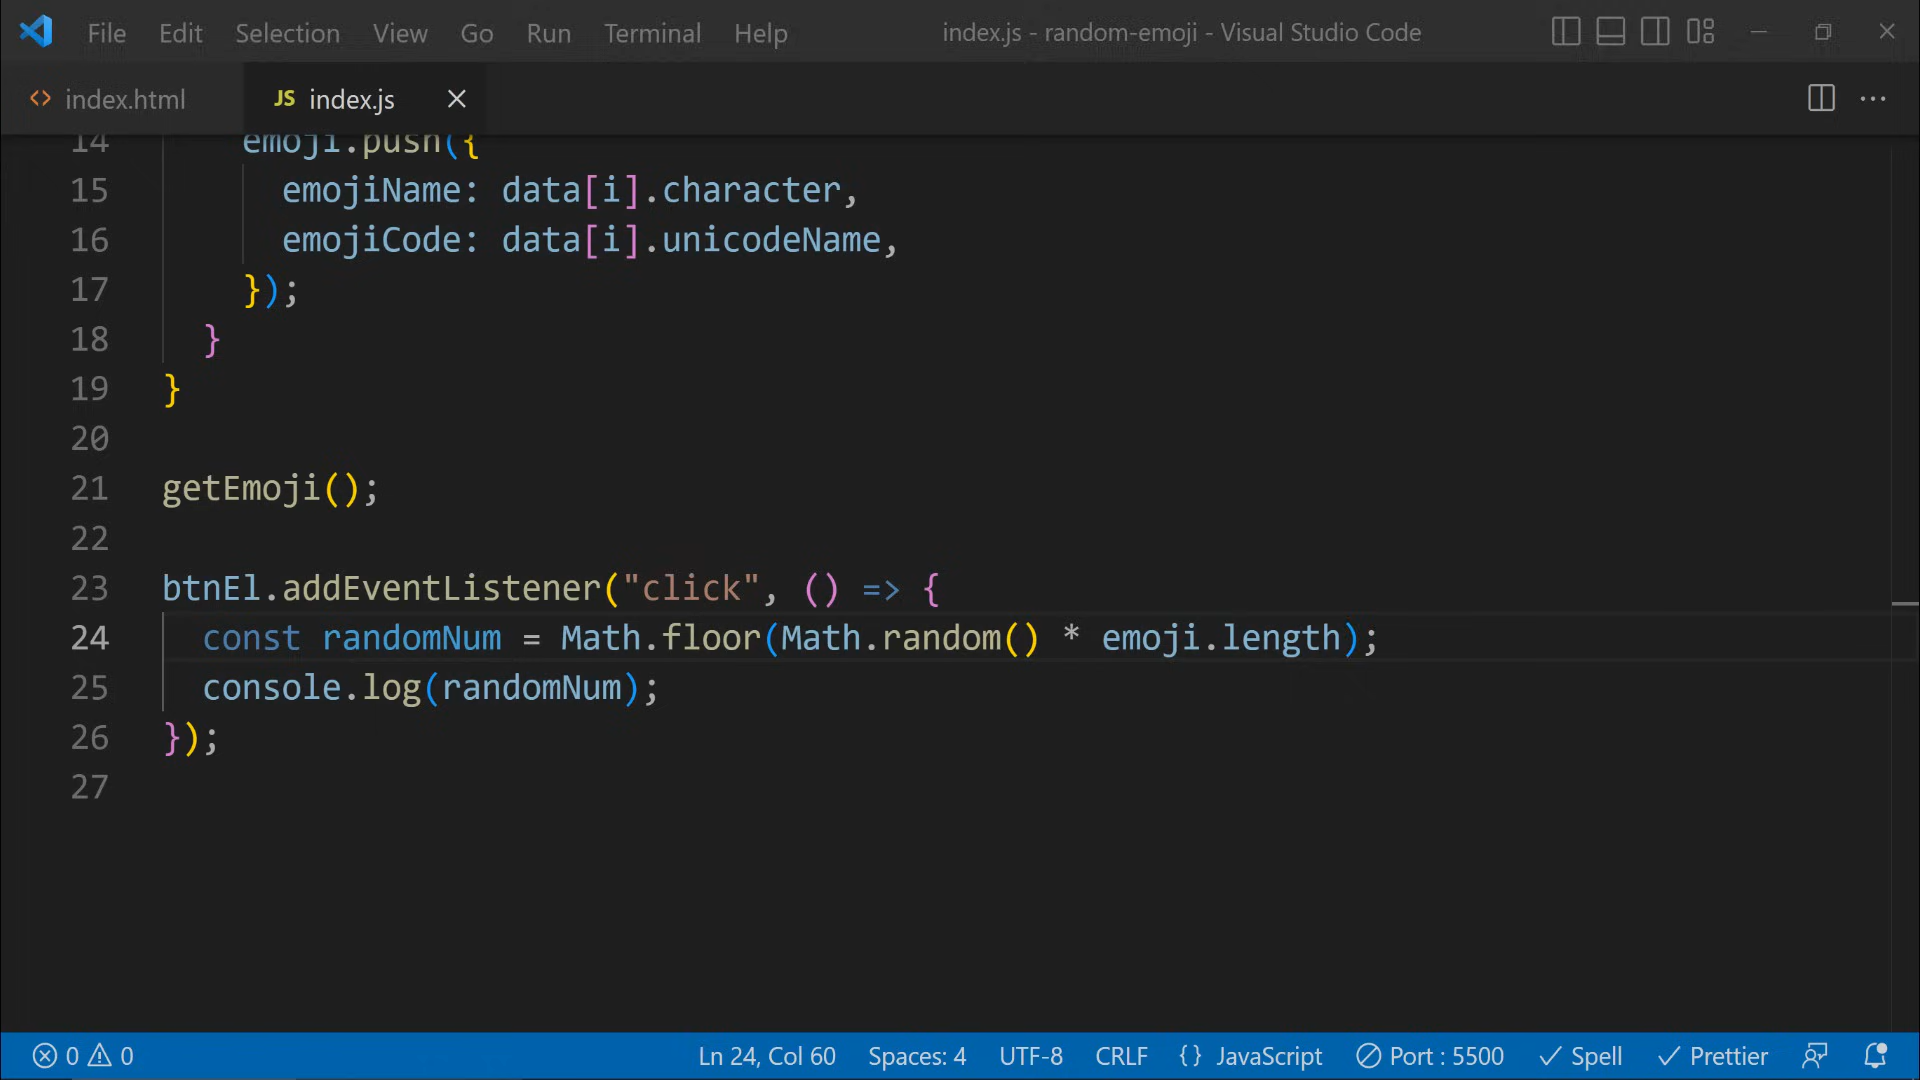 File Edit Selection View Go Run Terminal Help index.js - random-emoji - Visual Studio Code
index.html JS index.js
14 emoji.push({
15 emojiName: data[i].character,
16 emojiCode: data[i].unicodeName,
17 });
18 }
19 }
20
21 getEmoji();
22
23 btnEl.addEventListener("click", () => {
24 const randomNum = Math.floor(Math.random() * emoji.length);
25 console.log(randomNum);
26 });
27
0 0 Ln 24, Col 60 Spaces: 4 UTF-8 CRLF {} JavaScript Port : 5500 Spell Prettier